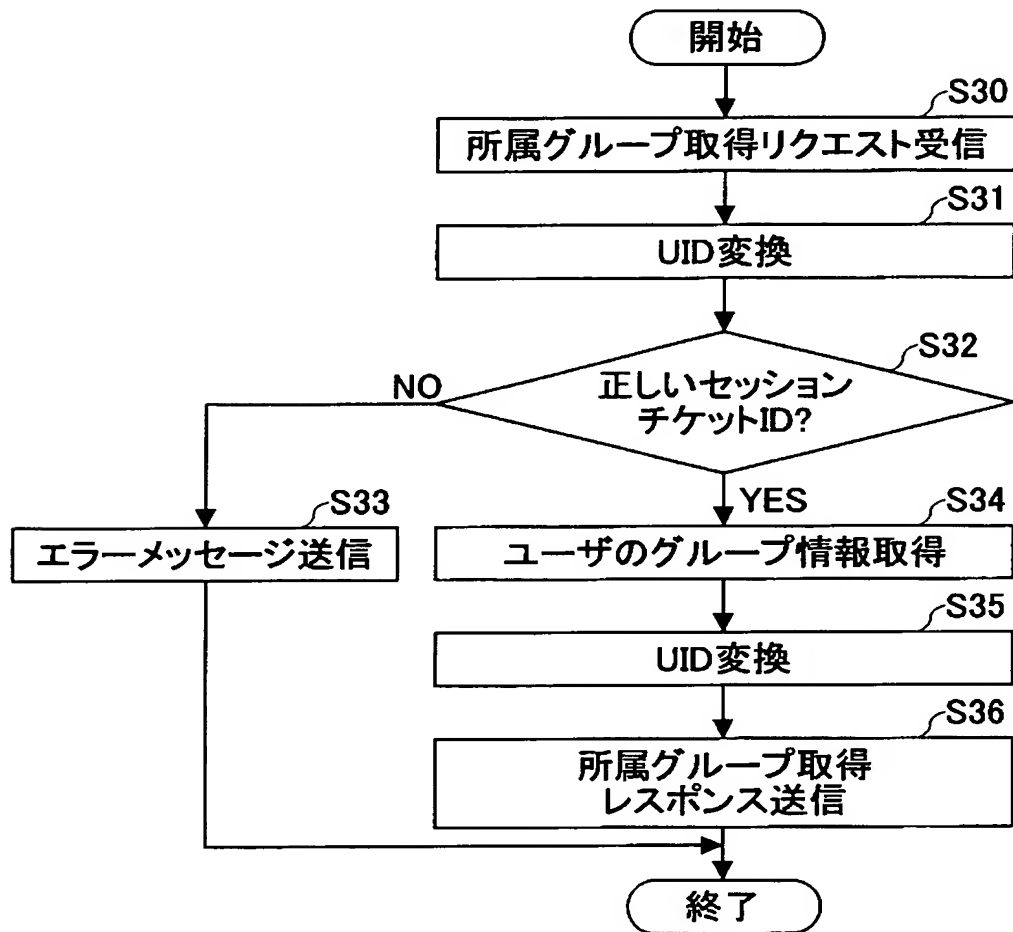 開始
S30
所属グループ取得リクエスト受信
S31
UID変換
S32
正しいセッション
チケットID?
NO
YES
S33
エラーメッセージ送信
S34
ユーザのグループ情報取得
S35
UID変換
S36
所属グループ取得
レスポンス送信
終了